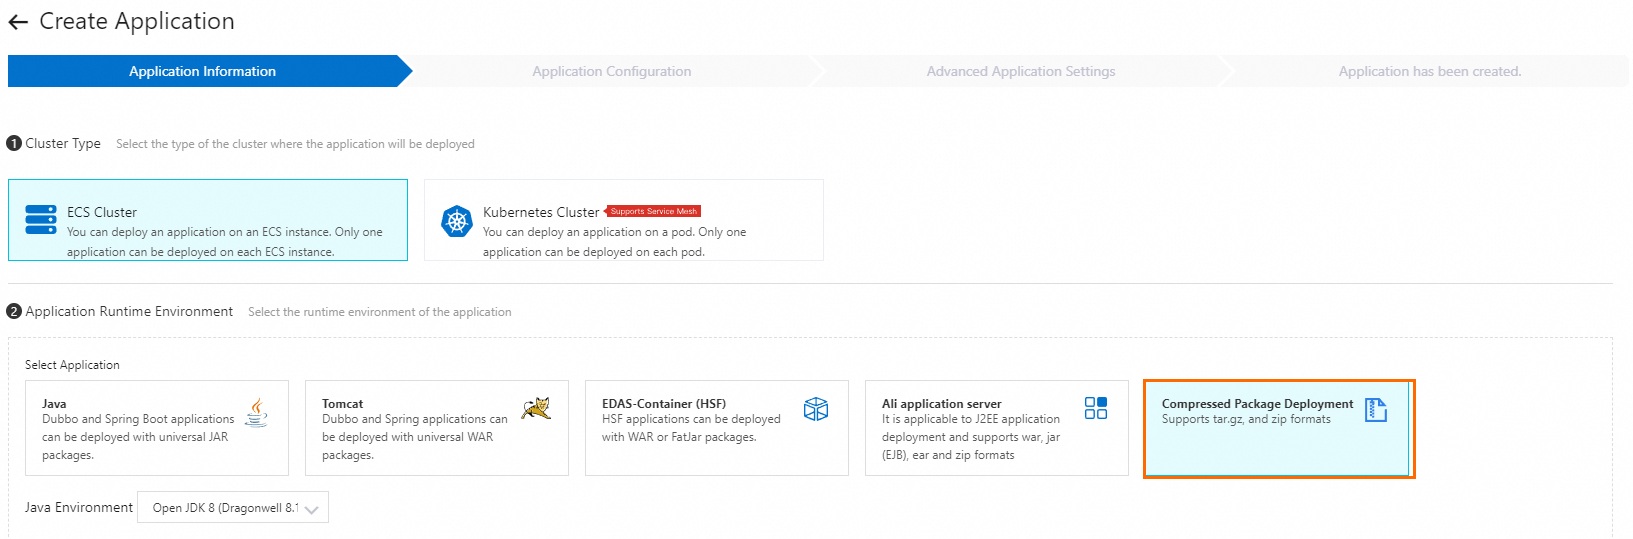 Create Application
Application Information
Application Configuration
Advanced Application Settings
Application has been created.
1 Cluster Type Select the type of the cluster where the application will be deployed
ECS Cluster
You can deploy an application on an ECS instance. Only one
application can be deployed on each ECS instance.
Kubernetes Cluster Supports Service Mesh
You can deploy an application on a pod. Only one
application can be deployed on each pod.
2 Application Runtime Environment Select the runtime environment of the application
Select Application
Java
Dubbo and Spring Boot applications
can be deployed with universal JAR
packages.
Tomcat
Dubbo and Spring applications can
be deployed with universal WAR
packages.
EDAS-Container (HSF)
HSF applications can be deployed
with WAR or FatJar packages.
Ali application server
It is applicable to J2EE application
deployment and supports war, jar
(EJB), ear and zip formats
Compressed Package Deployment
Supports tar.gz, and zip formats
Java Environment Open JDK 8 (Dragonwell 8.1